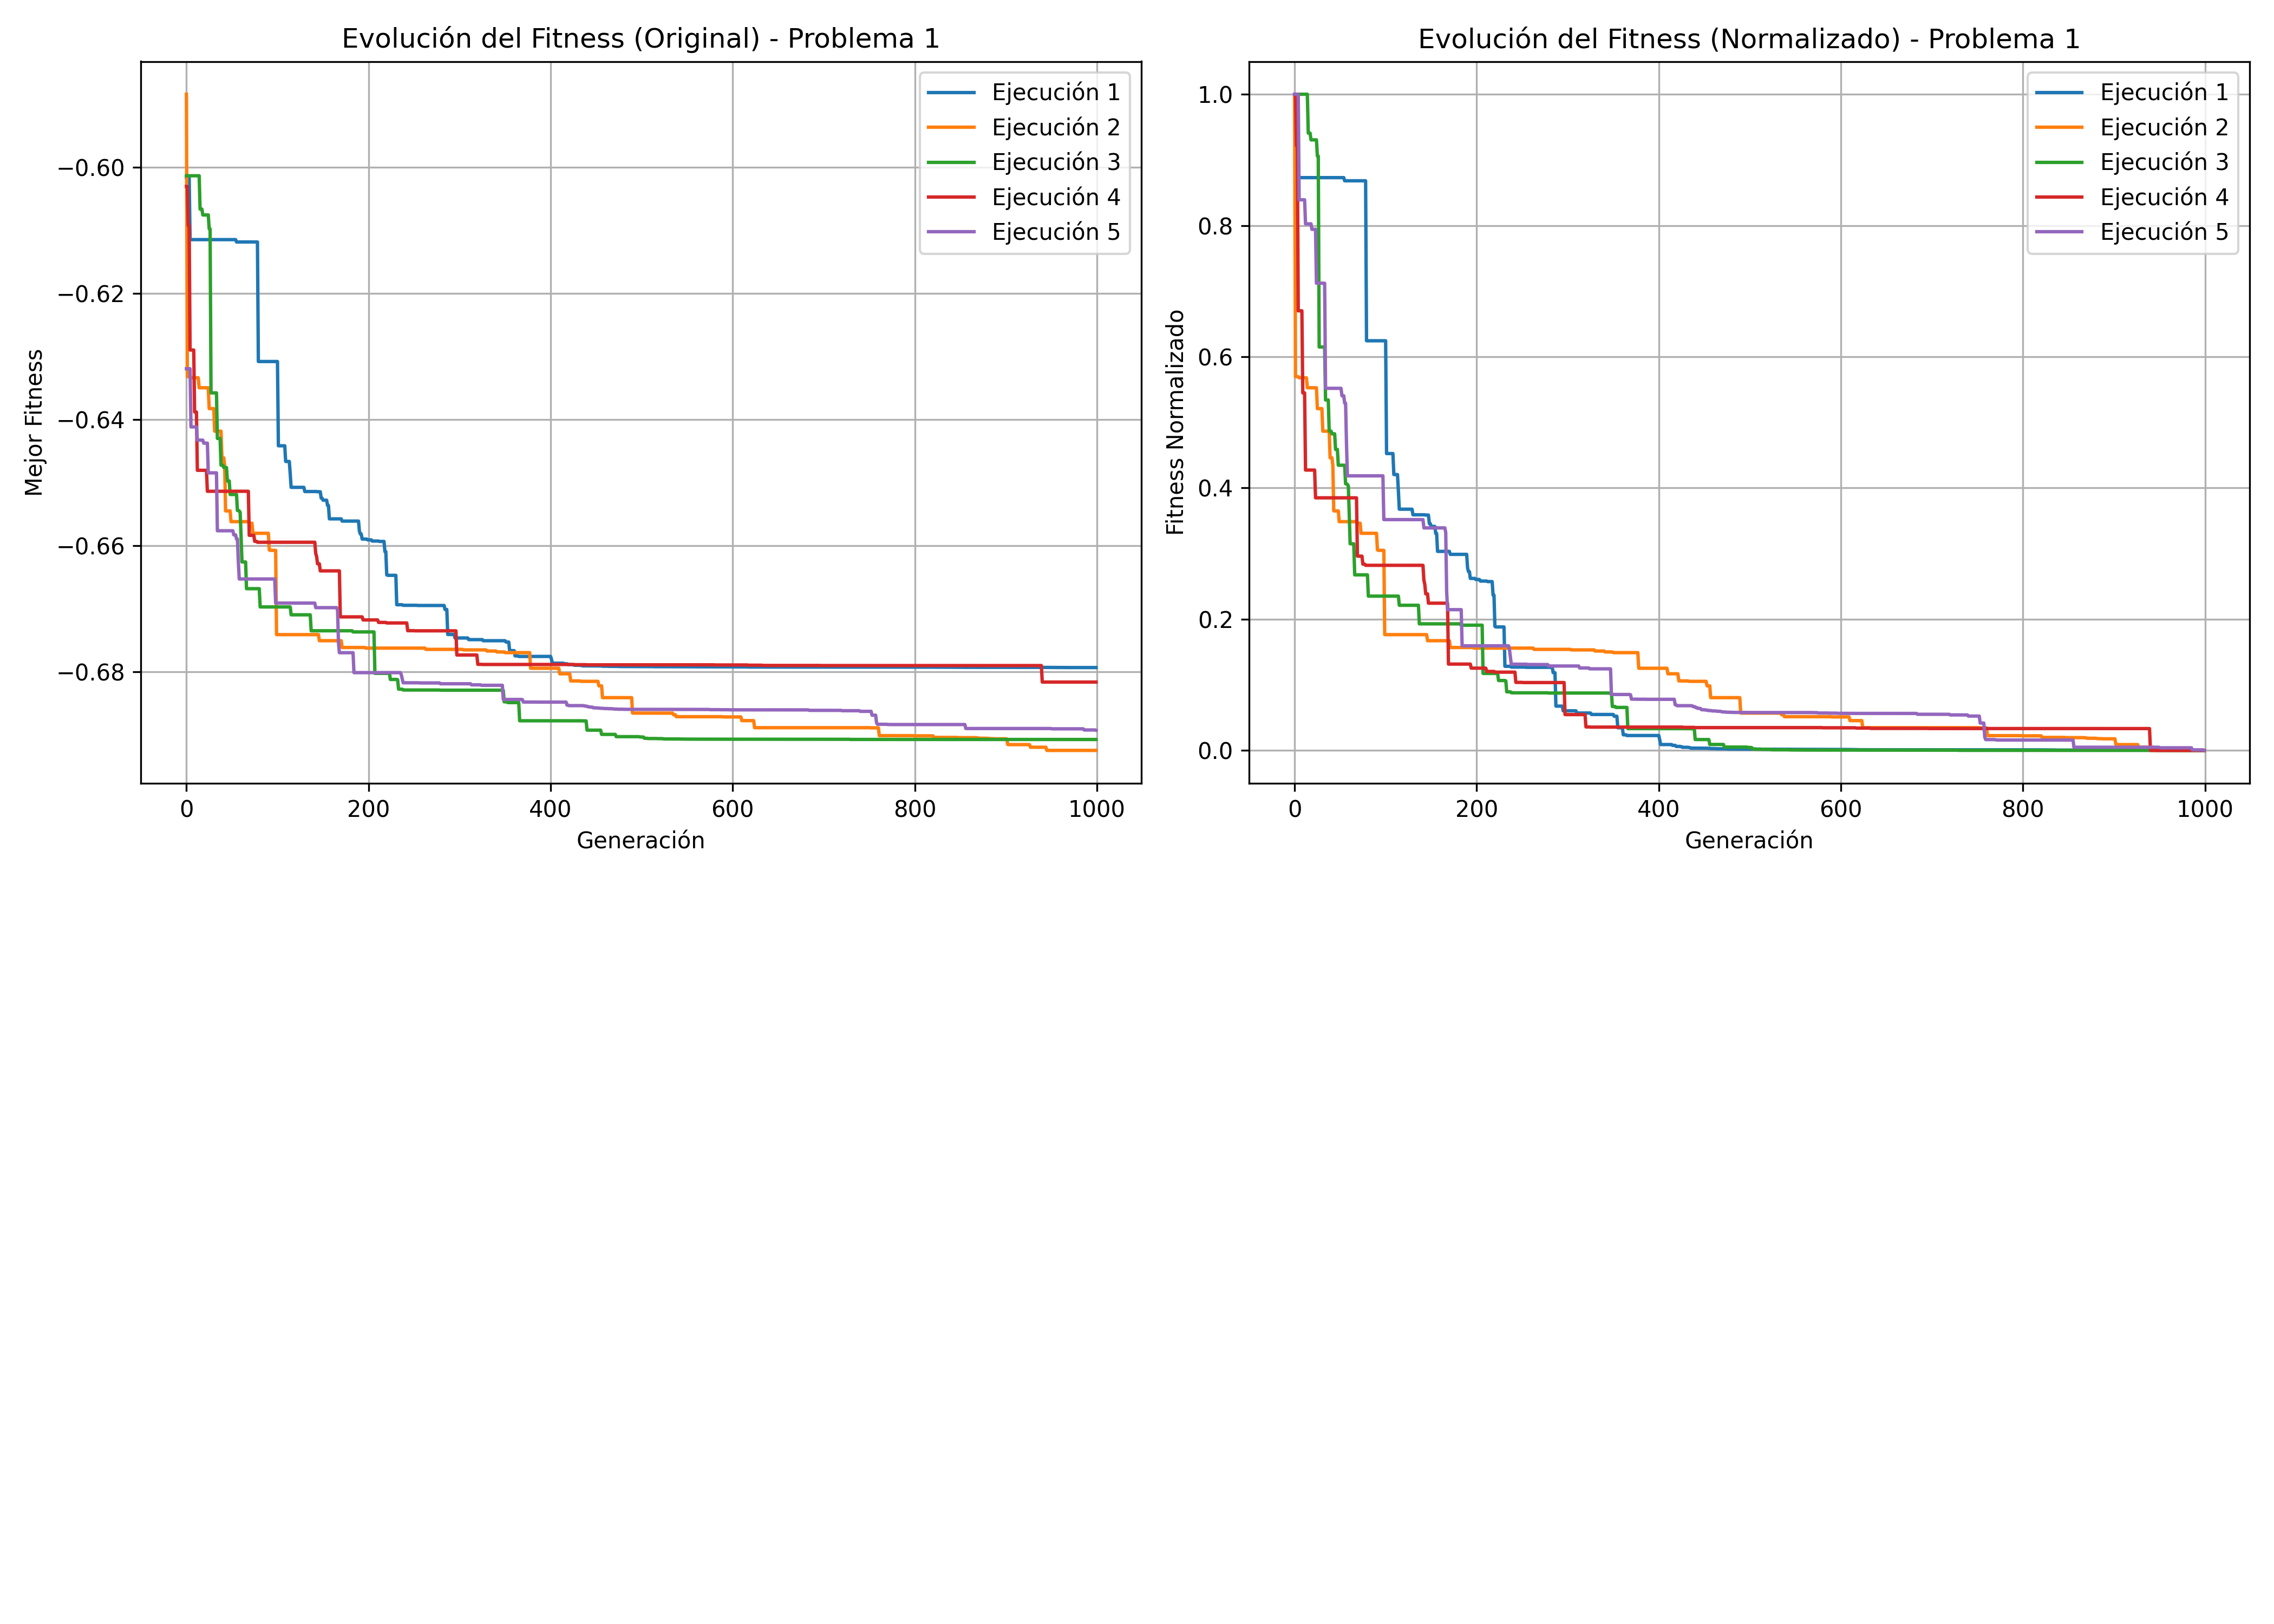 Evolución del Fitness (Original) - Problema 1
Mejor Fitness
−0.60
−0.62
−0.64
−0.66
−0.68
0
200
400
600
800
1000
Generación
Ejecución 1
Ejecución 2
Ejecución 3
Ejecución 4
Ejecución 5
Evolución del Fitness (Normalizado) - Problema 1
Fitness Normalizado
1.0
0.8
0.6
0.4
0.2
0.0
0
200
400
600
800
1000
Generación
Ejecución 1
Ejecución 2
Ejecución 3
Ejecución 4
Ejecución 5